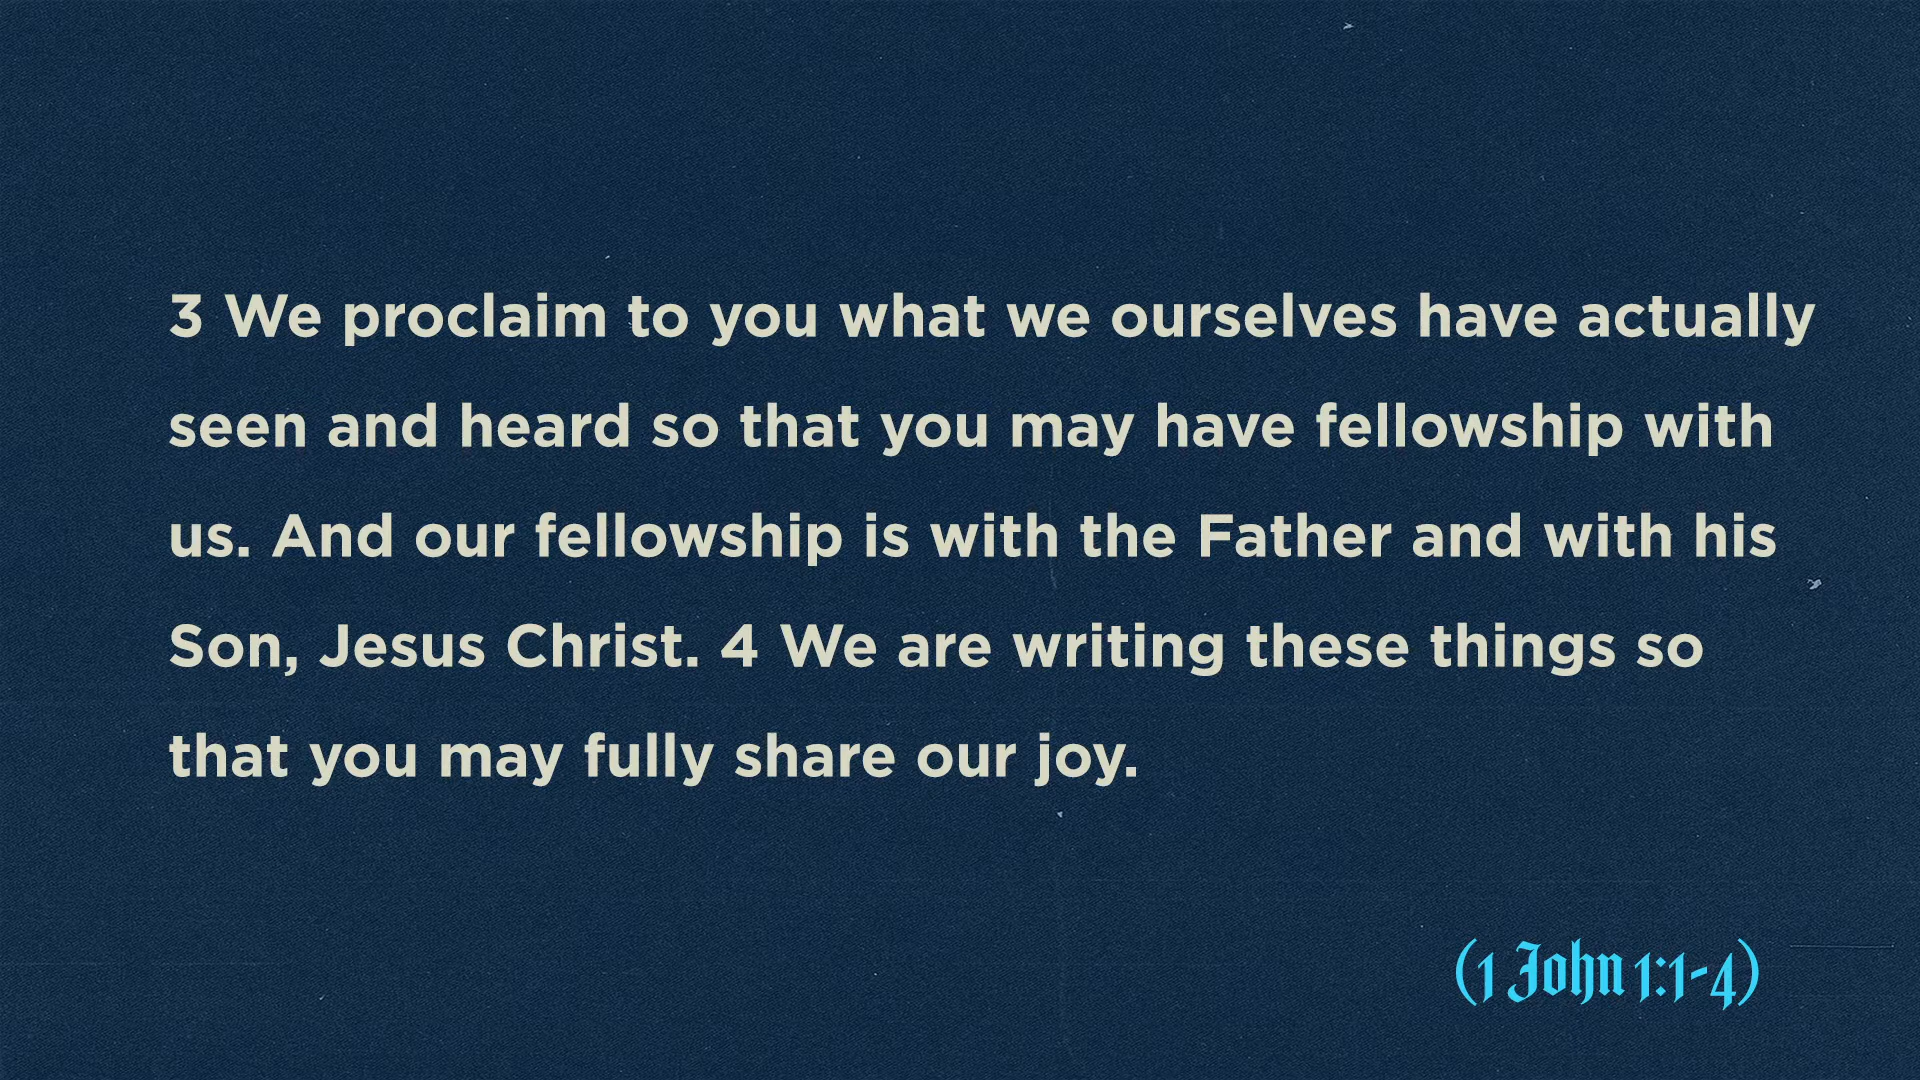 3 We proclaim to you what we ourselves have actually
seen and heard so that you may have fellowship with
us. And our fellowship is with the Father and with his
Son, Jesus Christ. 4 We are writing these things so
that you may fully share our joy.
(1 John 1:1-4)